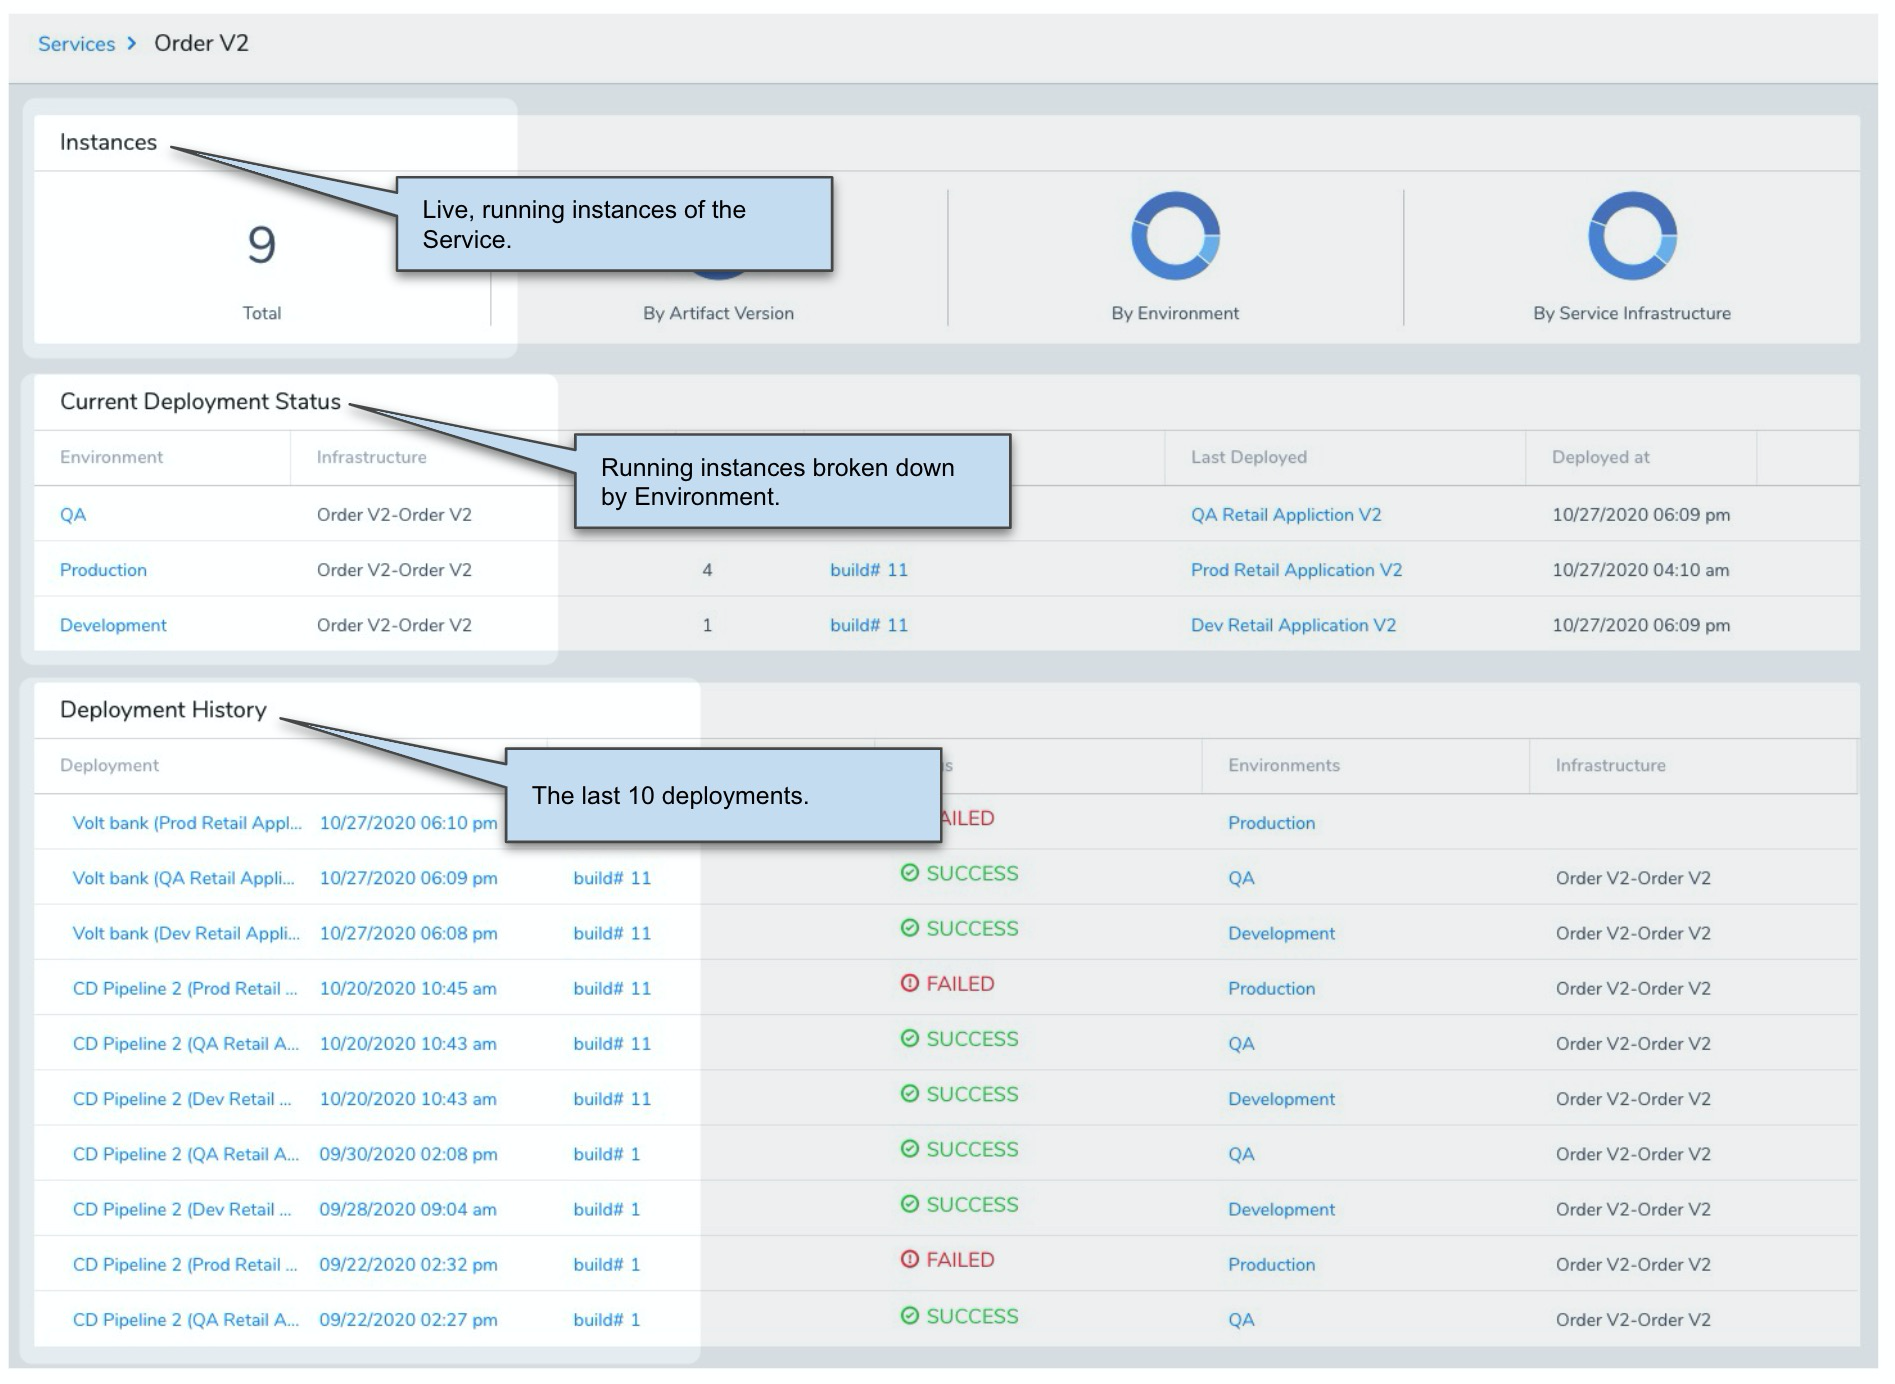 Services > Order V2
Instances
Live, running instances of the
Service.
9
Total
By Artifact Version
By Environment
By Service Infrastructure
Current Deployment Status
Running instances broken down
by Environment.
Environment Infrastructure Last Deployed Deployed at
QA Order V2-Order V2 QA Retail Appliction V2 10/27/2020 06:09 pm
Production Order V2-Order V2 4 build# 11 Prod Retail Application V2 10/27/2020 04:10 am
Development Order V2-Order V2 1 build# 11 Dev Retail Application V2 10/27/2020 06:09 pm
Deployment History
The last 10 deployments.
Deployment Environments Infrastructure
Volt bank (Prod Retail Appl... 10/27/2020 06:10 pm AILED Production
Volt bank (QA Retail Appli... 10/27/2020 06:09 pm build# 11 SUCCESS QA Order V2-Order V2
Volt bank (Dev Retail Appli... 10/27/2020 06:08 pm build# 11 SUCCESS Development Order V2-Order V2
CD Pipeline 2 (Prod Retail ... 10/20/2020 10:45 am build# 11 FAILED Production Order V2-Order V2
CD Pipeline 2 (QA Retail A... 10/20/2020 10:43 am build# 11 SUCCESS QA Order V2-Order V2
CD Pipeline 2 (Dev Retail ... 10/20/2020 10:43 am build# 11 SUCCESS Development Order V2-Order V2
CD Pipeline 2 (QA Retail A... 09/30/2020 02:08 pm build# 1 SUCCESS QA Order V2-Order V2
CD Pipeline 2 (Dev Retail ... 09/28/2020 09:04 am build# 1 SUCCESS Development Order V2-Order V2
CD Pipeline 2 (Prod Retail ... 09/22/2020 02:32 pm build# 1 FAILED Production Order V2-Order V2
CD Pipeline 2 (QA Retail A... 09/22/2020 02:27 pm build# 1 SUCCESS QA Order V2-Order V2